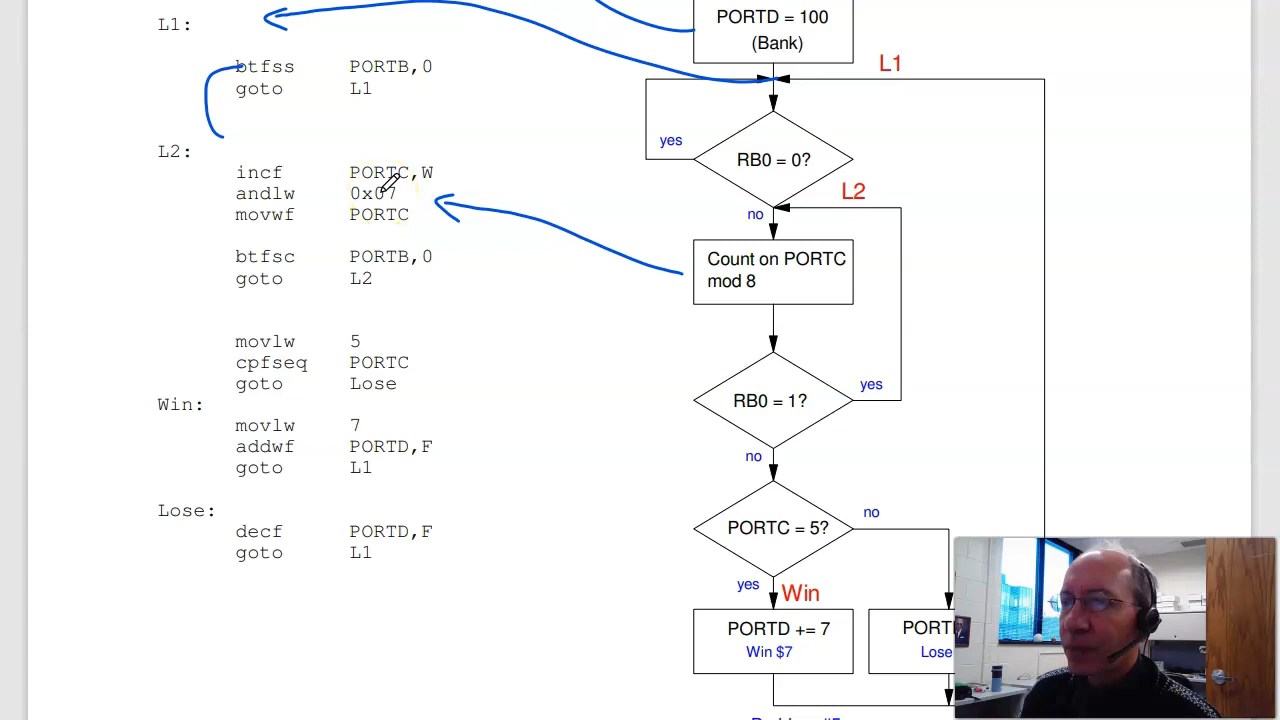 L1:
btfss PORTB,0
goto L1
L2:
incf PORTC,W
andlw 0x07
movwf PORTC
btfsc PORTB,0
goto L2
movlw 5
cpfseq PORTC
goto Lose
Win:
movlw 7
addwf PORTD,F
goto L1
Lose:
decf PORTD,F
goto L1
PORTD = 100
(Bank)
L1
yes
RB0 = 0?
L2
no
Count on PORTC
mod 8
RB0 = 1?
yes
no
PORTC = 5?
no
yes
Win
PORTD += 7
Win $7
Lose